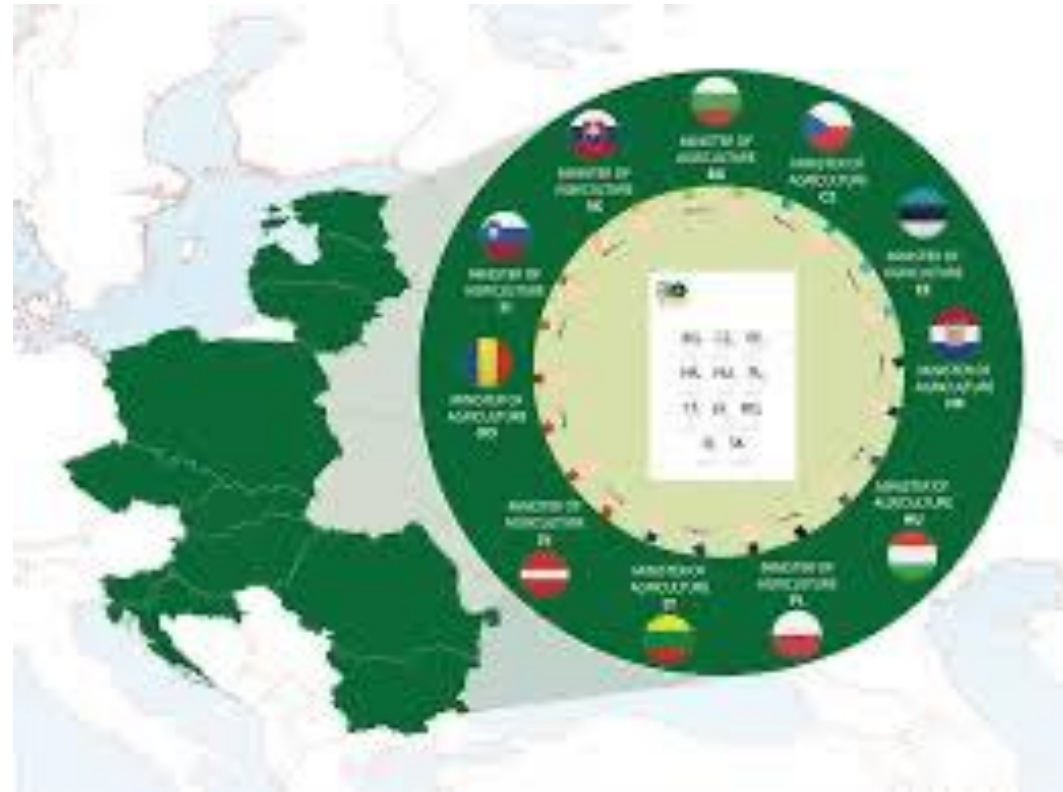 MINISTER OF
AGRICULTURE
BG
MINISTER OF
AGRICULTURE
CZ
MINISTER OF
AGRICULTURE
EE
MINISTER OF
AGRICULTURE
HR
MINISTER OF
AGRICULTURE
HU
MINISTER OF
AGRICULTURE
PL
MINISTER OF
AGRICULTURE
LT
MINISTER OF
AGRICULTURE
LV
MINISTER OF
AGRICULTURE
RO
MINISTER OF
AGRICULTURE
SI
MINISTER OF
AGRICULTURE
SK
BG, CZ, EE,
HR, HU, PL,
LT, LV, RO,
SI, SK